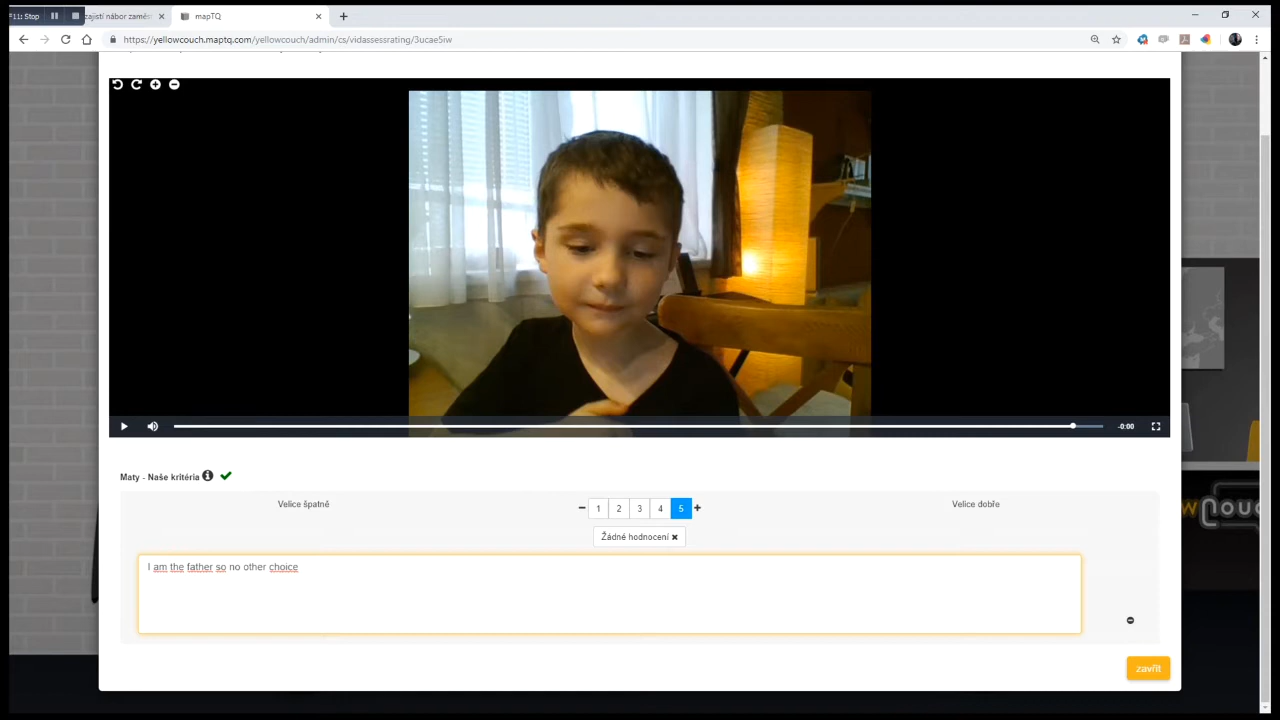 F11: Stop
zajistí nábor zaměs
mapTQ
https://yellowcouch.maptq.com/yellowcouch/admin/cs/vidassessrating/3ucae5iw
-0:00
Maty - Naše kritéria
Velice špatně
1 2 3 4 5
Velice dobře
Žádné hodnocení
I am the father so no other choice
zavřít